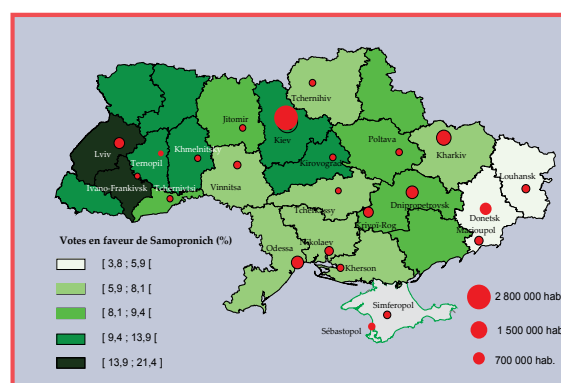 Tchernihiv
Jitomir
Kiev
Poltava
Kharkiv
Lviv
Ternopil
Khmelnitsky
Kirovograd
Louhansk
Ivano-Frankivsk
Tchernivtsi
Vinnitsa
Tcherkassy
Dnipropetrovsk
Donetsk
Krivoï-Rog
Marioupol
Votes en faveur de Samopronich (%)
Odessa
Nikolaev
Kherson
[ 3,8 ; 5,9 [
[ 5,9 ; 8,1 [
[ 8,1 ; 9,4 [
[ 9,4 ; 13,9 [
[ 13,9 ; 21,4 ]
Simferopol
Sébastopol
2 800 000 hab.
1 500 000 hab.
700 000 hab.